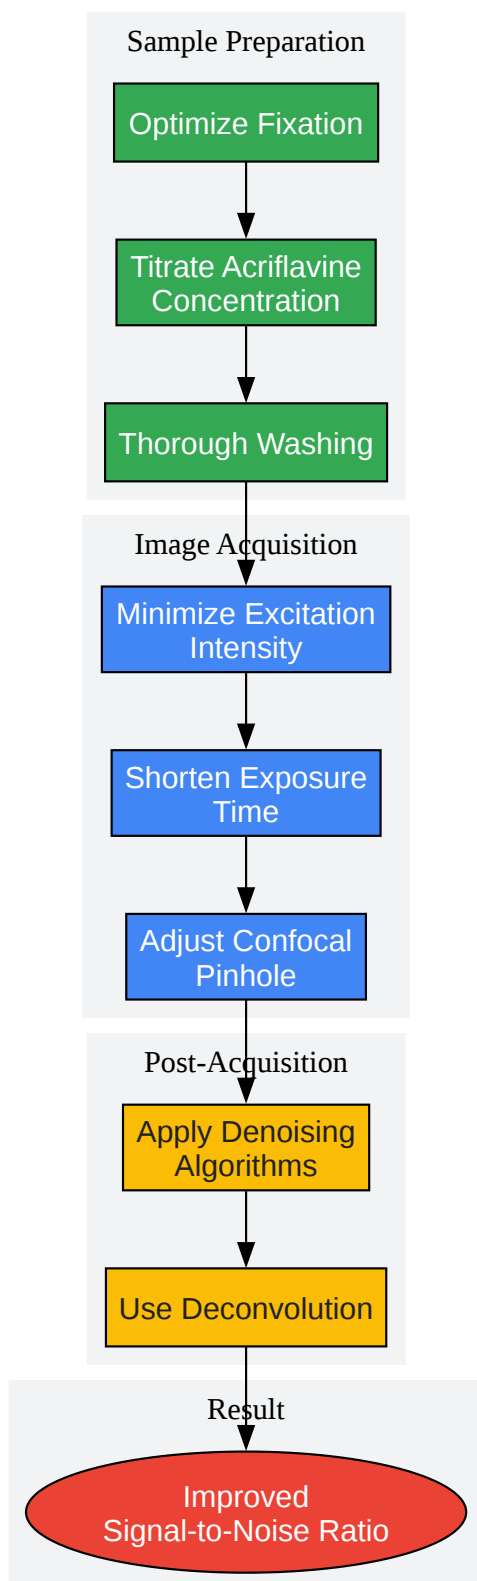 Sample Preparation
Optimize Fixation
Titrate Acriflavine
Concentration
Thorough Washing
Image Acquisition
Minimize Excitation
Intensity
Shorten Exposure
Time
Adjust Confocal
Pinhole
Post-Acquisition
Apply Denoising
Algorithms
Use Deconvolution
Result
Improved
Signal-to-Noise Ratio